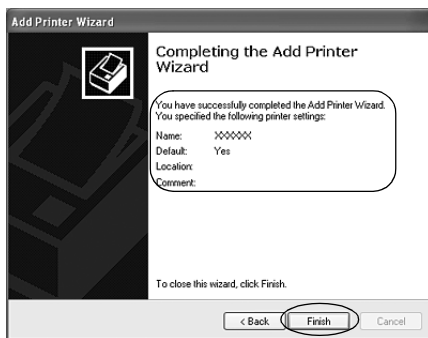 Add Printer Wizard
Completing the Add Printer
Wizard
You have successfully completed the Add Printer Wizard.
You specified the following printer settings:
Name: XXXXXX
Default: Yes
Location:
Comment:
To close this wizard, click Finish.
< Back Finish Cancel